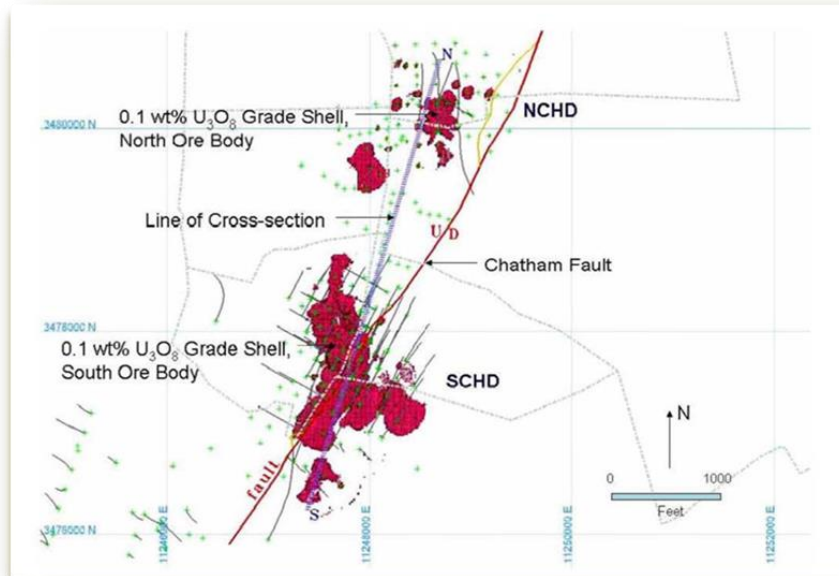 N
0.1 wt% U₃O₈ Grade Shell,
North Ore Body
NCHD
3480000 N
Line of Cross-section
U D
Chatham Fault
3478000 N
0.1 wt% U₃O₈ Grade Shell,
South Ore Body
SCHD
N
0 1000
Feet
fault
S
3476000 N
11246000 E
11248000 E
11250000 E
11252000 E